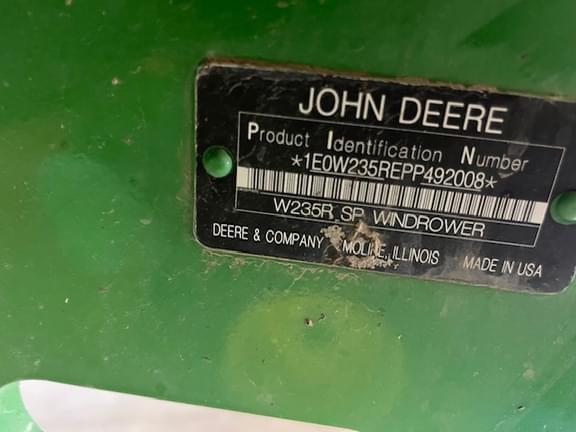 JOHN DEERE
Product Identification Number
*1E0W235REPP492008*
W235R SP WINDROWER
DEERE & COMPANY MOLINE, ILLINOIS MADE IN USA